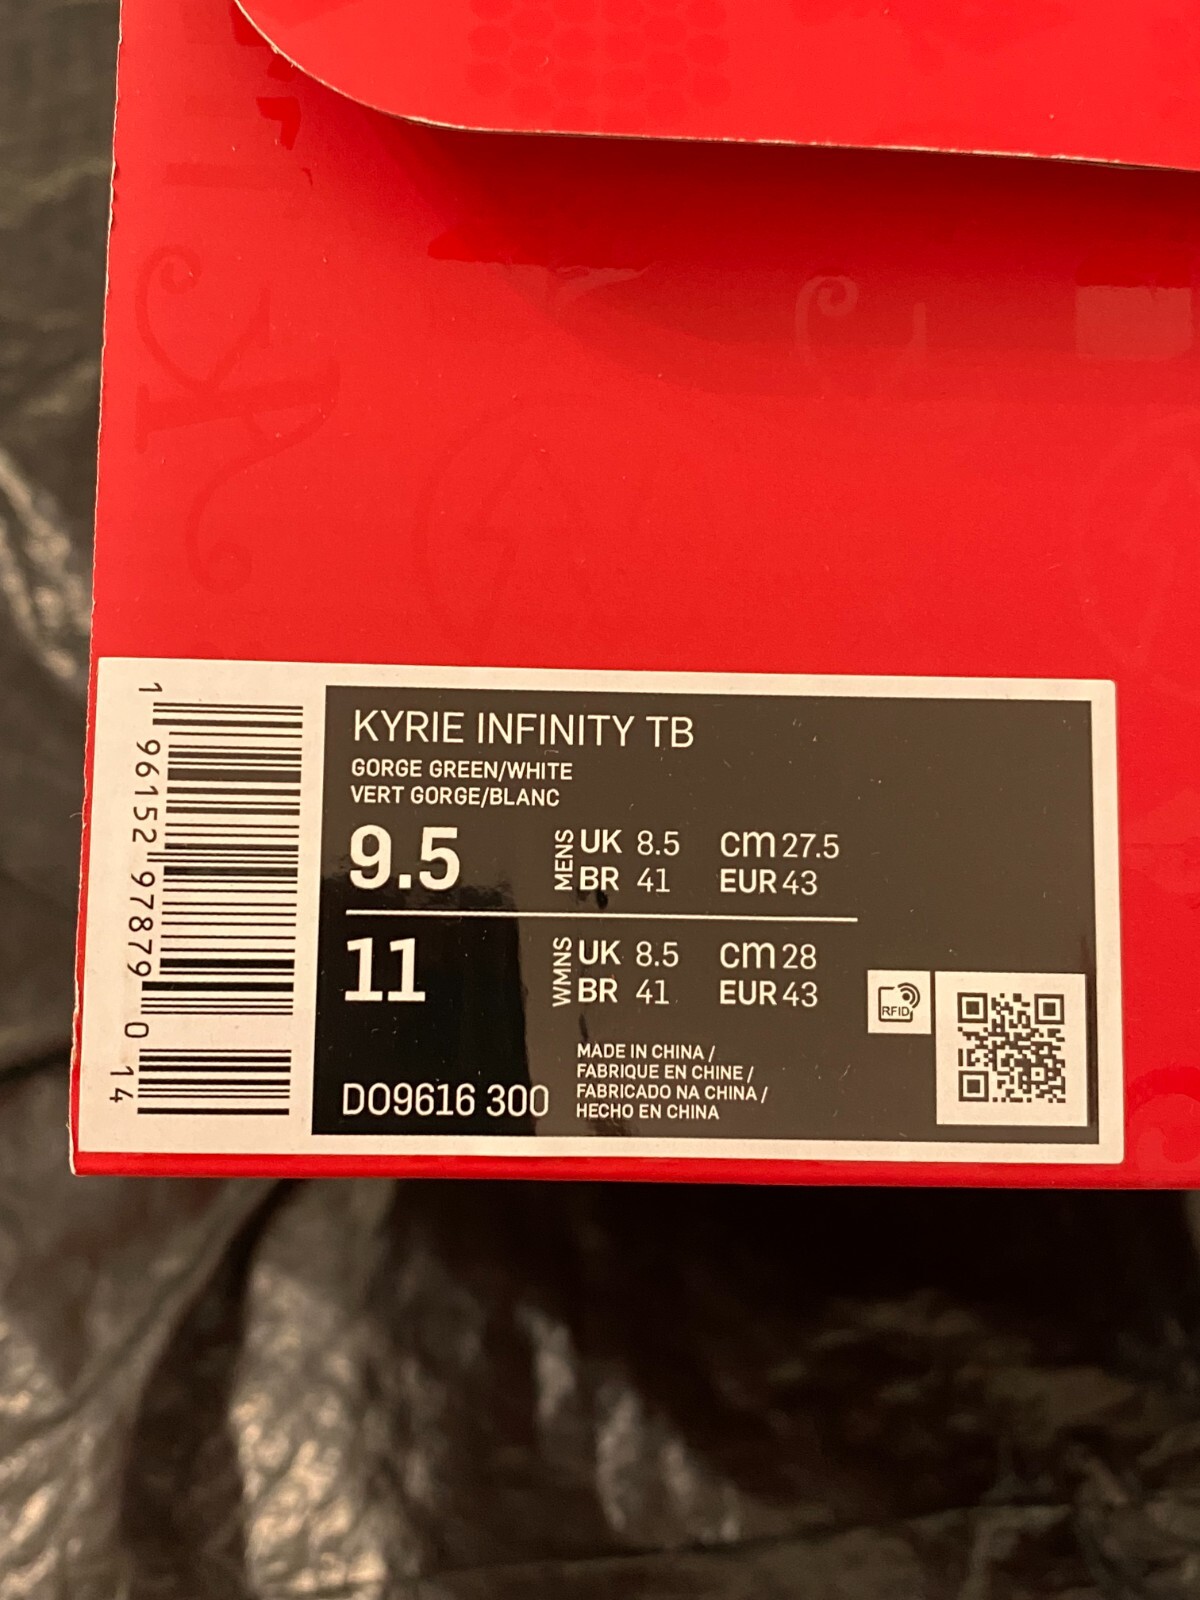 KYRIE INFINITY TB
GORGE GREEN/WHITE
VERT GORGE/BLANC
9.5
MENS
UK 8.5 cm 27.5
BR 41 EUR 43
11
WMNS
UK 8.5 cm 28
BR 41 EUR 43
DO9616 300
MADE IN CHINA /
FABRIQUE EN CHINE /
FABRICADO NA CHINA /
HECHO EN CHINA
RFID
1 96152 97879 0 14